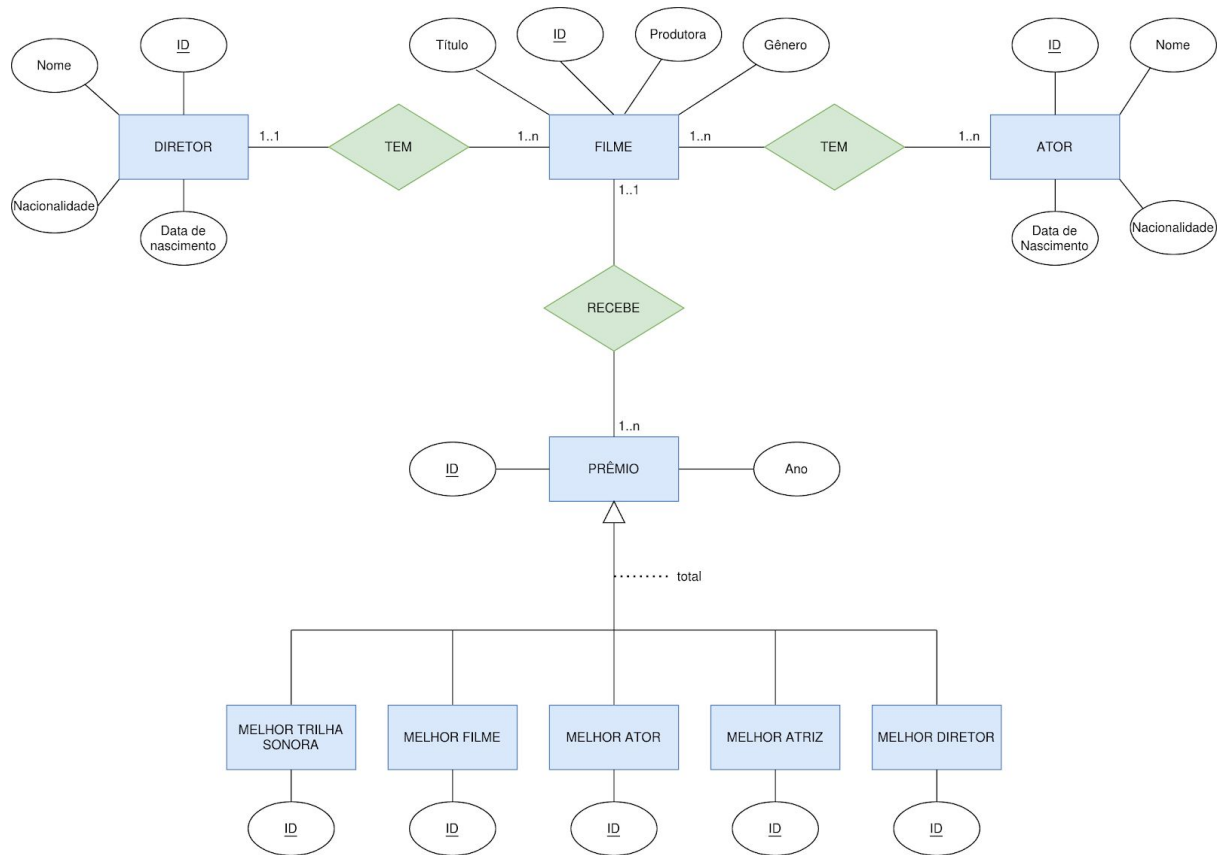 ID
Nome
DIRETOR
Nacionalidade
Data de
nascimento
1..1
TEM
1..n
Título
ID
Produtora
Gênero
FILME
1..n
TEM
1..n
ID
Nome
ATOR
Data de
Nascimento
Nacionalidade
1..1
RECEBE
1..n
ID
PRÊMIO
Ano
total
MELHOR TRILHA
SONORA
MELHOR FILME
MELHOR ATOR
MELHOR ATRIZ
MELHOR DIRETOR
ID
ID
ID
ID
ID